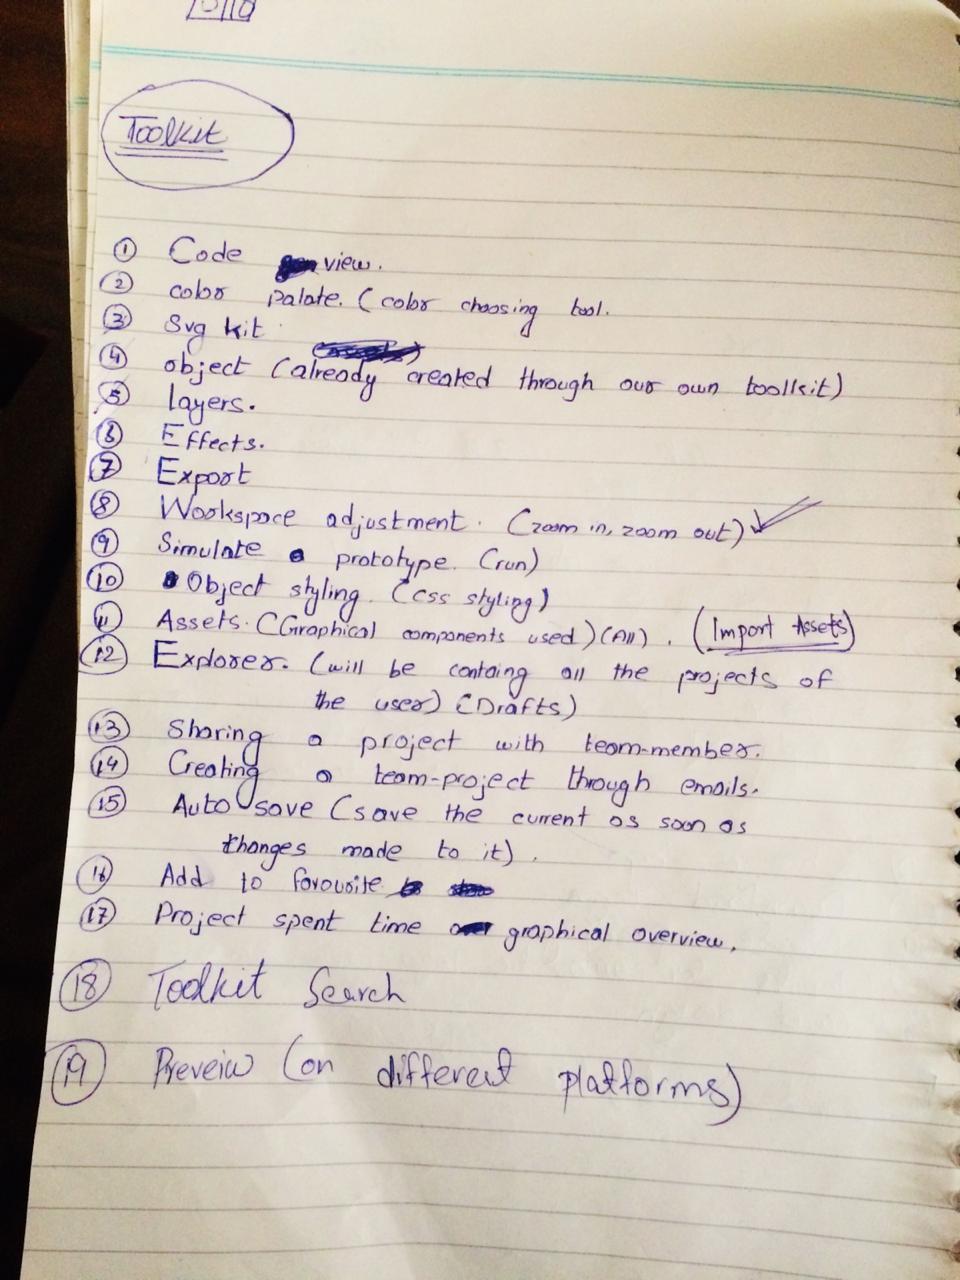 Toolkit
1 Code view.
2 color palate. (color choosing tool.
3 Svg kit
4 object (already created through our own toolkit)
5 Layers.
6 Effects.
7 Export
8 Workspace adjustment. (zoom in, zoom out)
9 Simulate a prototype. (run)
10 Object styling. (css styling)
11 Assets. (Graphical components used) (All). (Import Assets)
12 Explorer. (will be containg all the projects of
the user) (Drafts)
13 Sharing a project with team-member.
14 Creating a team-project through emails.
15 Auto save (save the current as soon as
changes made to it).
16 Add to favourite
17 Project spent time graphical overview.
18 Toolkit Search
19 Preveiw (on different platforms)